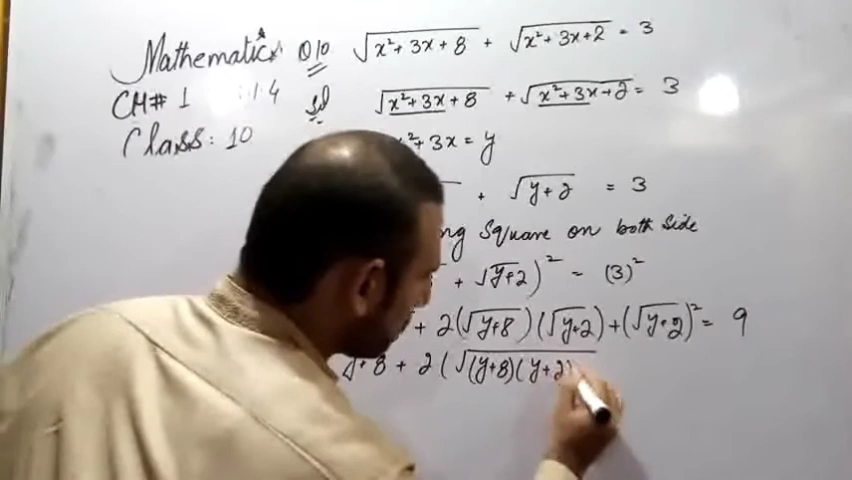 Mathematics Q10 √(x²+3x+8) + √(x²+3x+2) = 3
CH# 1 1.4 Sol √(x²+3x+8) + √(x²+3x+2) = 3
Class: 10 x²+3x = y
+ √(y+2) = 3
Square on both Side
+ √(y+2))² = (3)²
+ 2(√(y+8))(√(y+2)) + (√(y+2))² = 9
y+8 + 2(√((y+8)(y+2)